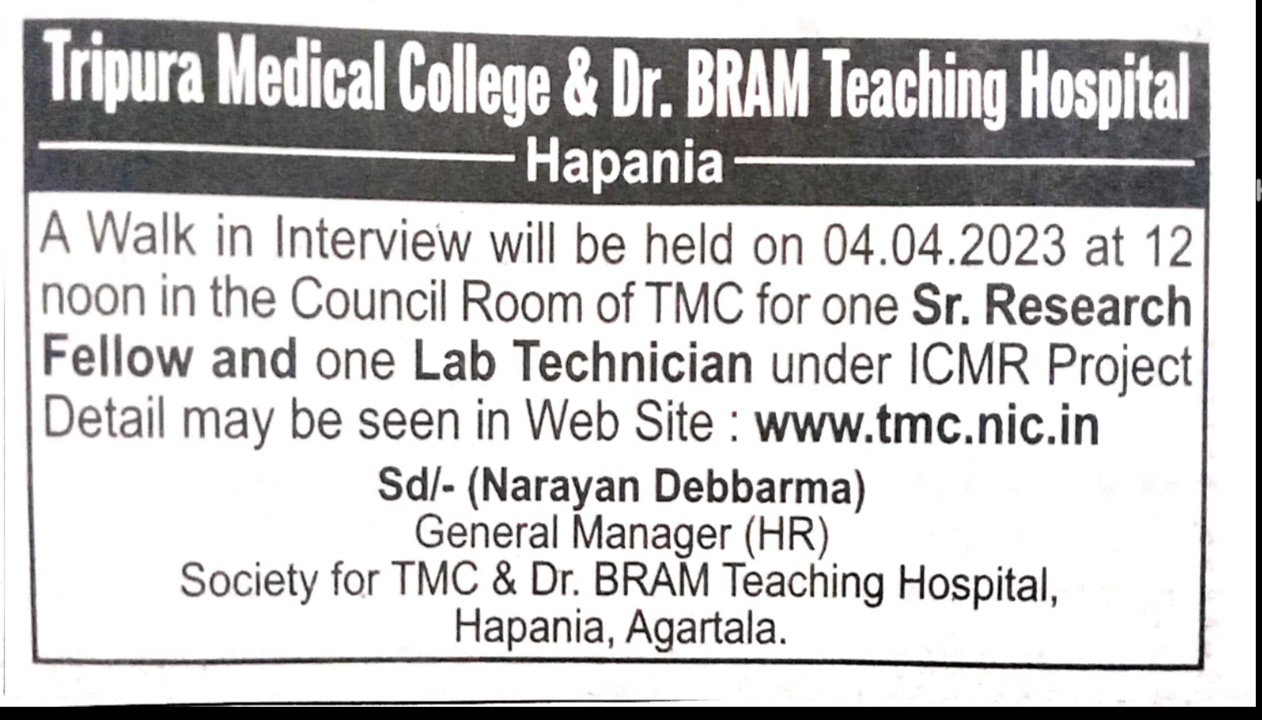 Tripura Medical College & Dr. BRAM Teaching Hospital
Hapania
A Walk in Interview will be held on 04.04.2023 at 12
noon in the Council Room of TMC for one Sr. Research
Fellow and one Lab Technician under ICMR Project
Detail may be seen in Web Site : www.tmc.nic.in
Sd/- (Narayan Debbarma)
General Manager (HR)
Society for TMC & Dr. BRAM Teaching Hospital,
Hapania, Agartala.